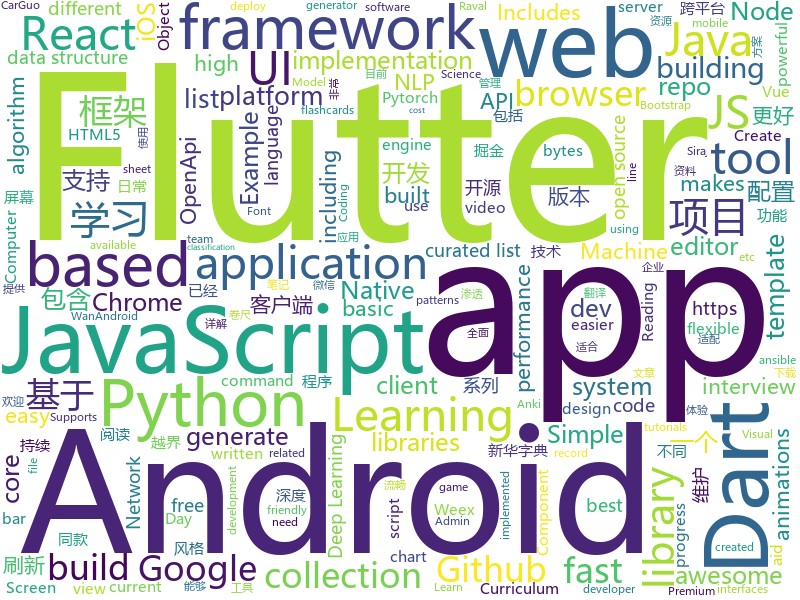 CarGuo
different
iOS
deploy
generator
software
Raval
server
Includes
跨平台
Node
资源
方案
React
Object
framework
web
Java
mobile
powerful
implementation
UI
building
Vue
data structure
high
NLP
Model
目前
非常
管理
Science
browser
repo
Bootstrap
Pytorch
flashcards
cost
API
JS
更好
list
platform
包括
Create
engine
掘金
tool
Sira
资料
algorithm
框架
Example
language
OpenApi
开发
bytes
open source
HTML5
使用
sheet
built
开源
makes
配置
屏幕
支持
日常
Coding
use
video
版本
line
功能
Flutter
学习
including
Font
team
应用
项目
editor
Computer
available
classification
curated list
Machine
based
application
技术
企业
using
template
包含
Chrome
Native
dev
https
etc
提供
已经
笔记
微信
patterns
渗透
翻译
Reading
easier
flexible
WanAndroid
Network
客户端
basic
适配
详解
卷尺
全面
适合
ansible
JavaScript
app
performance
基于
client
程序
系列
design
code
interview
欢迎
Python
command
Anki
文章
下载
system
Learning
Simple
Supports
easy
阅读
越界
generate
libraries
written
新华字典
持续
core
file
related
Deep Learning
Weex
tutorials
Visual
一个
不同
体验
维护
Dart
animations
Android
library
bar
同款
free
深度
script
chart
best
component
implemented
record
game
development
Day
流畅
Admin
progress
刷新
风格
friendly
need
Github
awesome
aid
build
Google
工具
fast
created
Screen
view
current
能够
collection
Learn
Curriculum
developer
Premium
interfaces